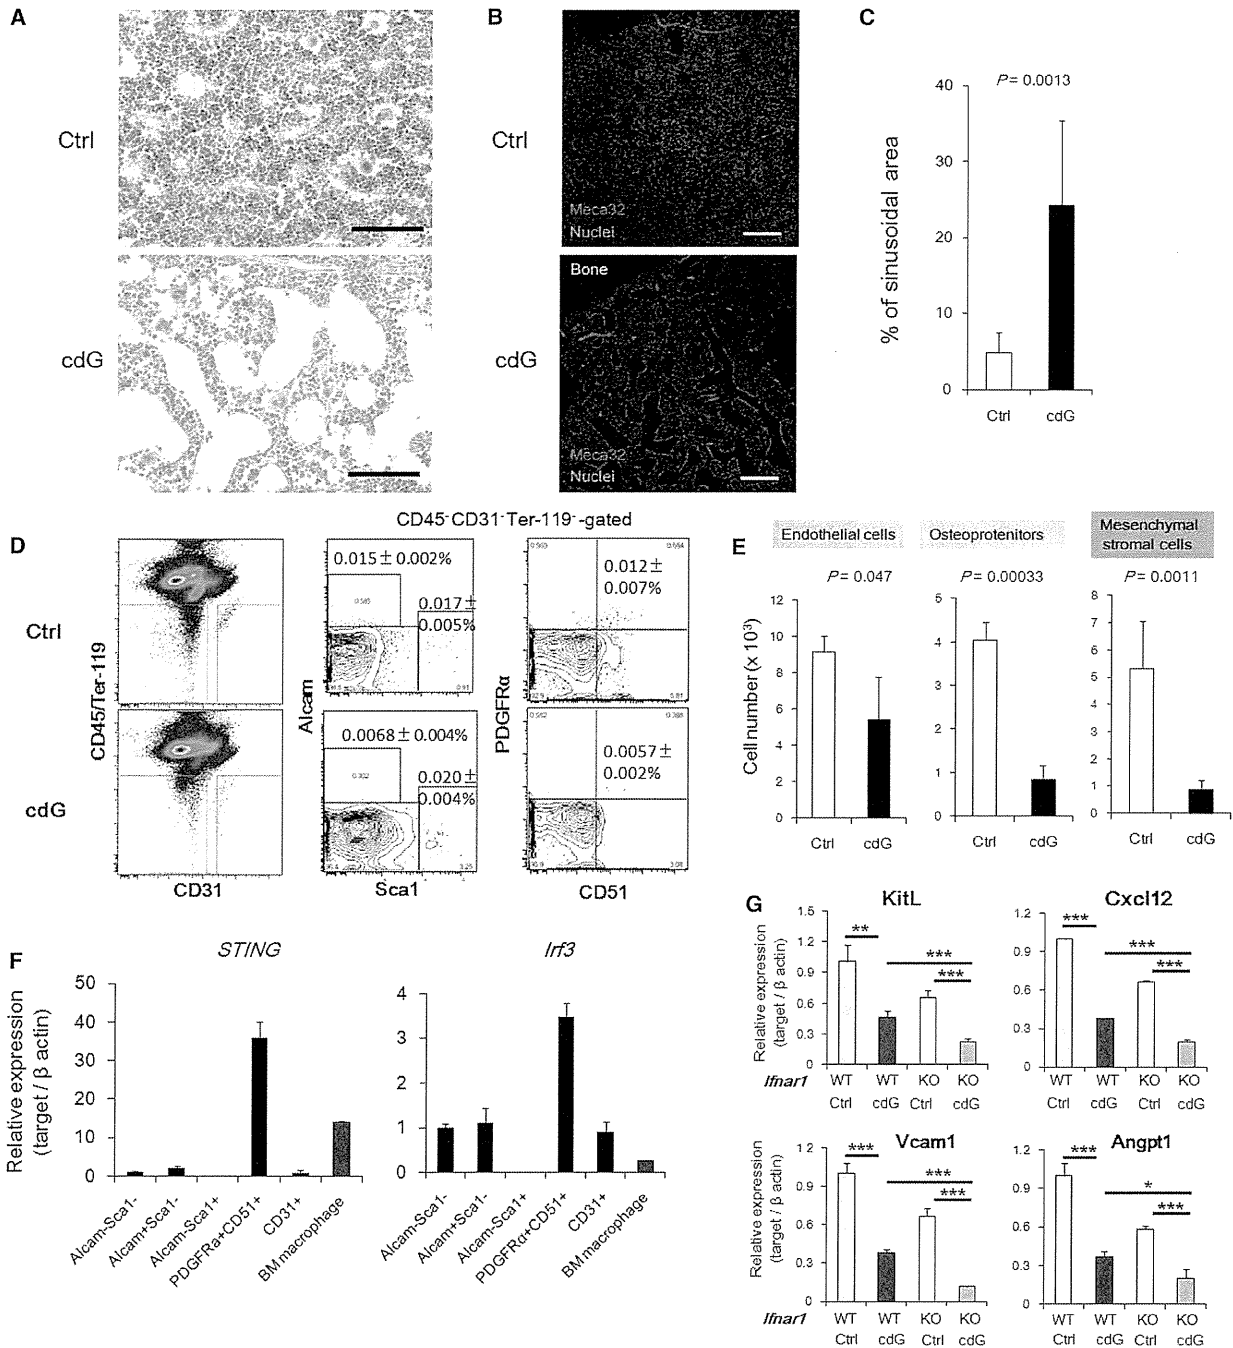 A
Ctrl
cdG
B
Ctrl
Meca32
Nuclei
Bone
cdG
Meca32
Nuclei
C
P = 0.0013
% of sinusoidal area
40
30
20
10
0
Ctrl
cdG
D
CD45⁻CD31⁻Ter-119⁻-gated
Ctrl
cdG
CD45/Ter-119
CD31
0.015 ± 0.002%
0.585
0.017 ±
0.005%
0.91
Alcam
0.0068 ± 0.004%
0.302
0.020 ±
0.004%
3.25
Sca1
0.012 ±
0.007%
PDGFRα
0.0057 ±
0.002%
CD51
E
Endothelial cells
Osteoprotenitors
Mesenchymal
stromal cells
P = 0.047
P = 0.00033
P = 0.0011
Cell number (x 10³)
12
10
8
6
4
2
0
Ctrl
cdG
5
4
3
2
1
0
Ctrl
cdG
8
7
6
5
4
3
2
1
0
Ctrl
cdG
F
STING
Relative expression
(target / β actin)
50
40
30
20
10
0
Alcam-Sca1-
Alcam+Sca1-
Alcam-Sca1+
PDGFRa+CD51+
CD31+
BM macrophage
Irf3
4
3
2
1
0
Alcam-Sca1-
Alcam+Sca1-
Alcam-Sca1+
PDGFRα+CD51+
CD31+
BM macrophage
G
KitL
Relative expression
(target / β actin)
1.5
1.2
0.9
0.6
0.3
0
**
***
***
Ifnar1
WT WT KO KO
Ctrl cdG Ctrl cdG
Cxcl12
1.2
0.9
0.6
0.3
0
***
***
***
WT WT KO KO
Ctrl cdG Ctrl cdG
Vcam1
Relative expression
(target / β actin)
1.2
0.9
0.6
0.3
0
***
***
***
Ifnar1
WT WT KO KO
Ctrl cdG Ctrl cdG
Angpt1
1.2
0.9
0.6
0.3
0
***
*
***
WT WT KO KO
Ctrl cdG Ctrl cdG